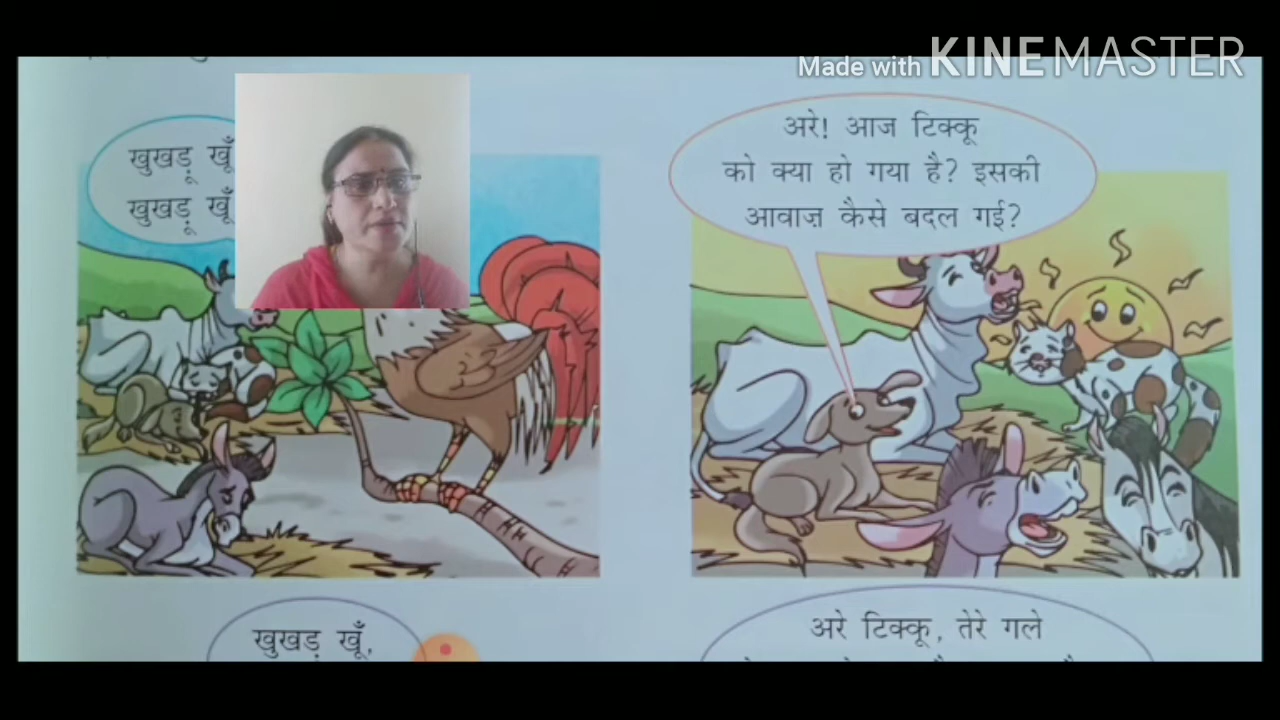 Made with KINEMASTER
खुखड़ू खूँ
खुखड़ू खूँ
अरे! आज टिक्कू
को क्या हो गया है? इसकी
आवाज़ कैसे बदल गई?
खुखड़ खूँ,
अरे टिक्कू, तेरे गले